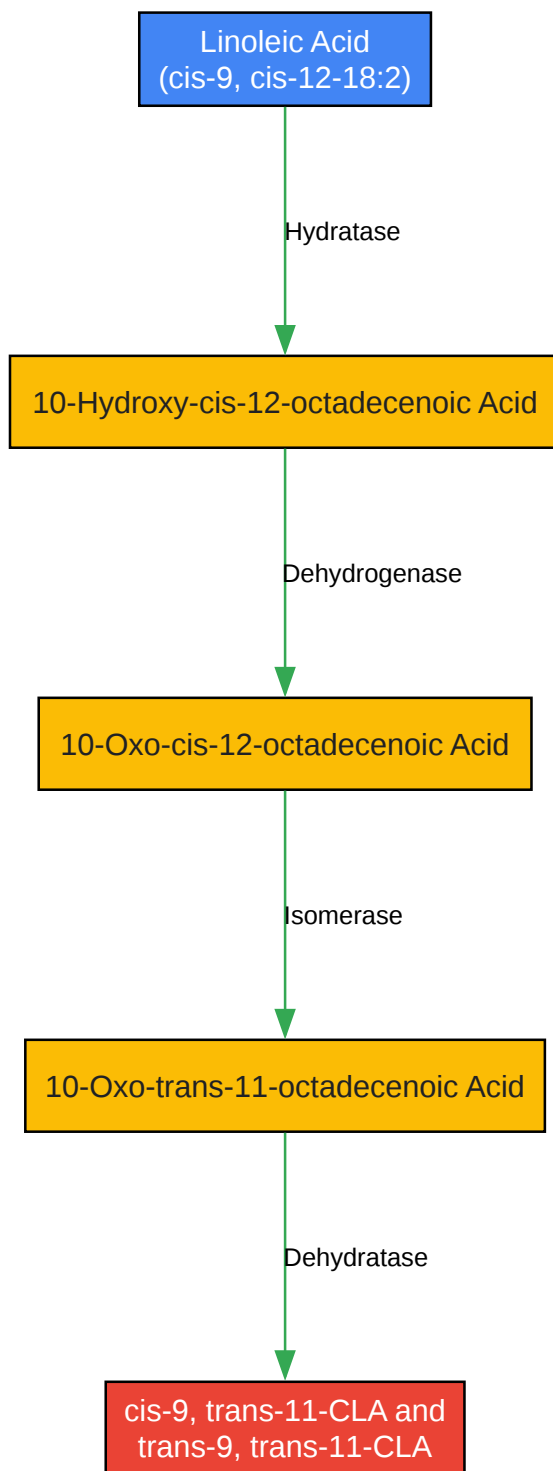 Linoleic Acid
(cis-9, cis-12-18:2)
Hydratase
10-Hydroxy-cis-12-octadecenoic Acid
Dehydrogenase
10-Oxo-cis-12-octadecenoic Acid
Isomerase
10-Oxo-trans-11-octadecenoic Acid
Dehydratase
cis-9, trans-11-CLA and
trans-9, trans-11-CLA